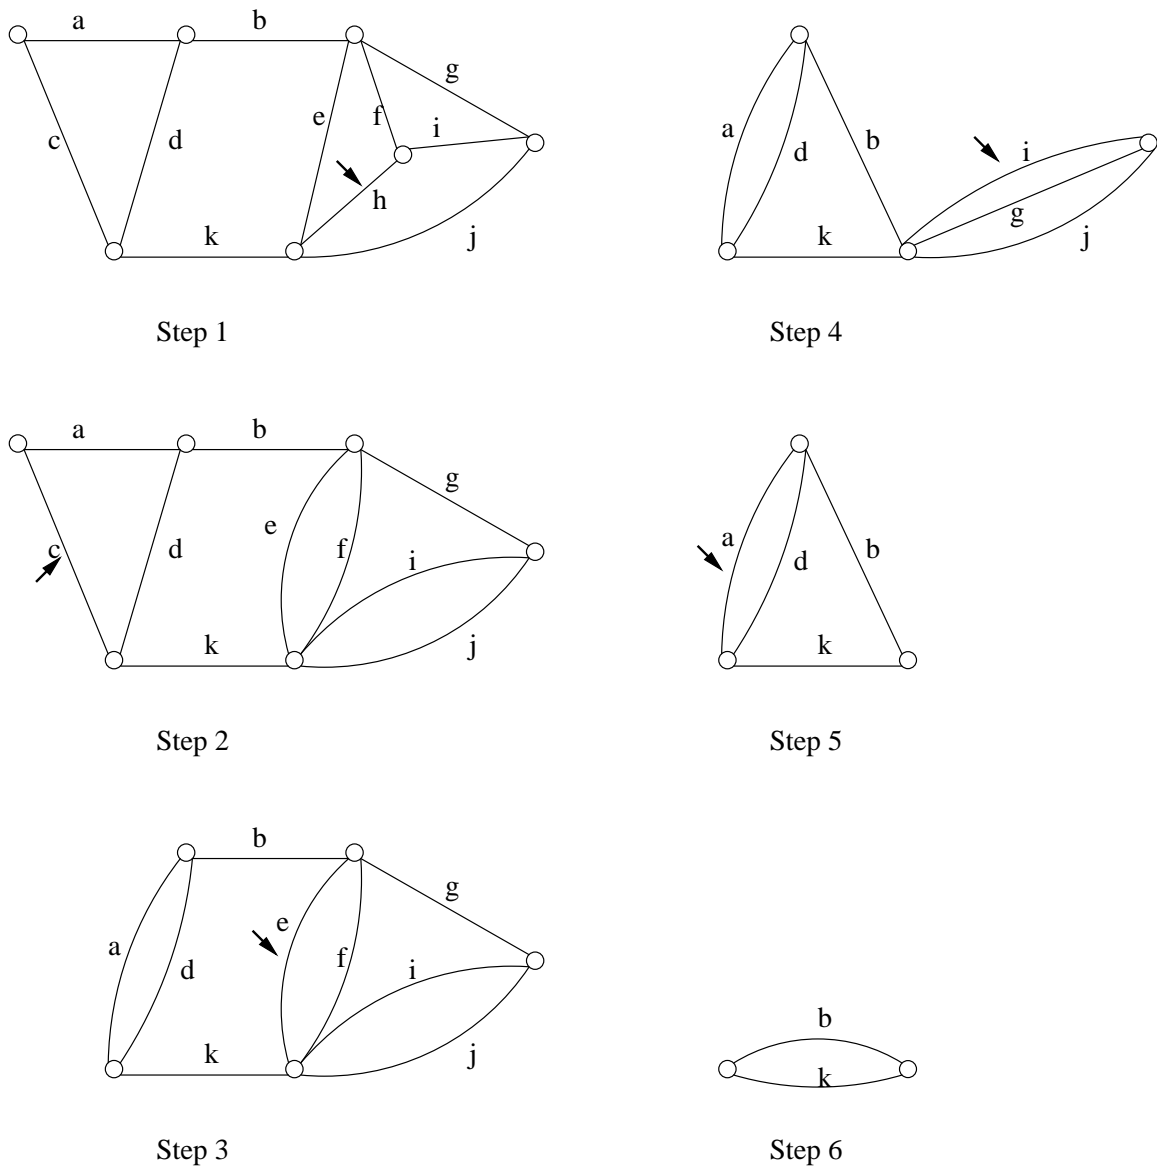 a b
g
c d e f i
h
k j
Step 1
a b
g
e
c d f i
k j
Step 2
b
g
e
a d f i
k j
Step 3
a d b i
g
k j
Step 4
a d b
k
Step 5
b
k
Step 6